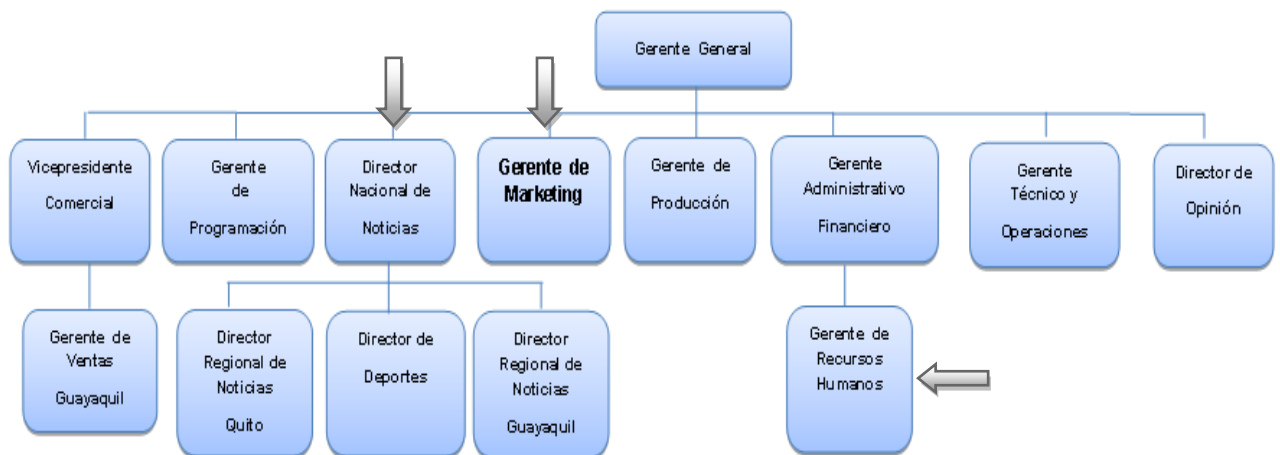 Gerente General
Vicepresidente
Comercial
Gerente
de
Programación
Director
Nacional de
Noticias
Gerente de
Marketing
Gerente de
Producción
Gerente
Administrativo
Financiero
Gerente
Técnico y
Operaciones
Director de
Opinión
Gerente de
Ventas
Guayaquil
Director
Regional de
Noticias
Quito
Director de
Deportes
Director
Regional de
Noticias
Guayaquil
Gerente de
Recursos
Humanos